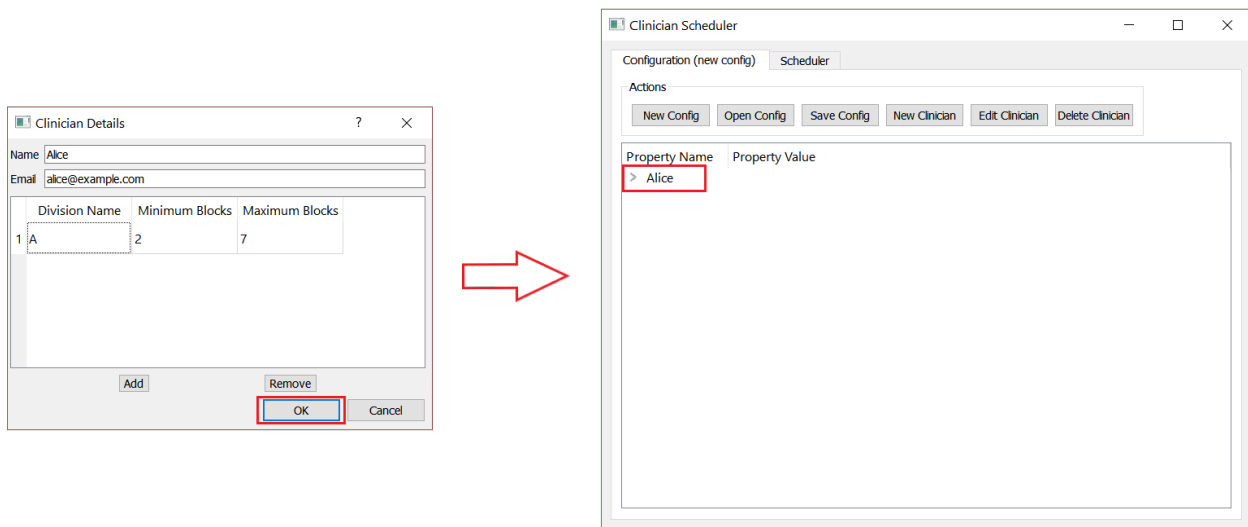 Clinician Details ?
Name Alice
Email alice@example.com
Division Name Minimum Blocks Maximum Blocks
1 A 2 7
Add Remove
OK Cancel
Clinician Scheduler
Configuration (new config) Scheduler
Actions
New Config Open Config Save Config New Clinician Edit Clinician Delete Clinician
Property Name Property Value
Alice